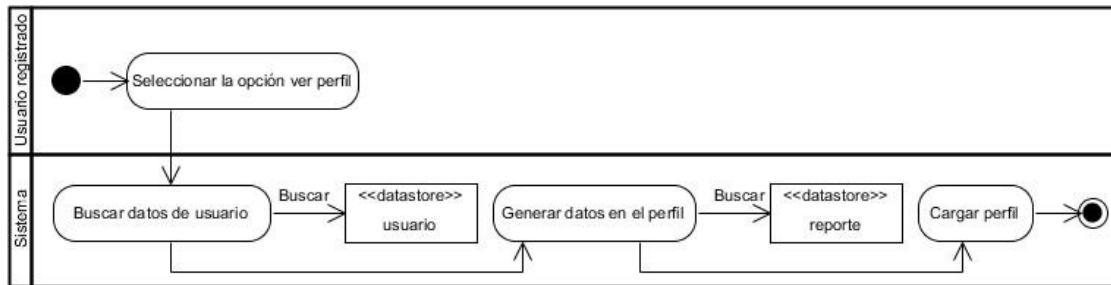 Usuario registrado
Seleccionar la opción ver perfil
Sistema
Buscar datos de usuario
Buscar
<<datastore>>
usuario
Generar datos en el perfil
Buscar
<<datastore>>
reporte
Cargar perfil